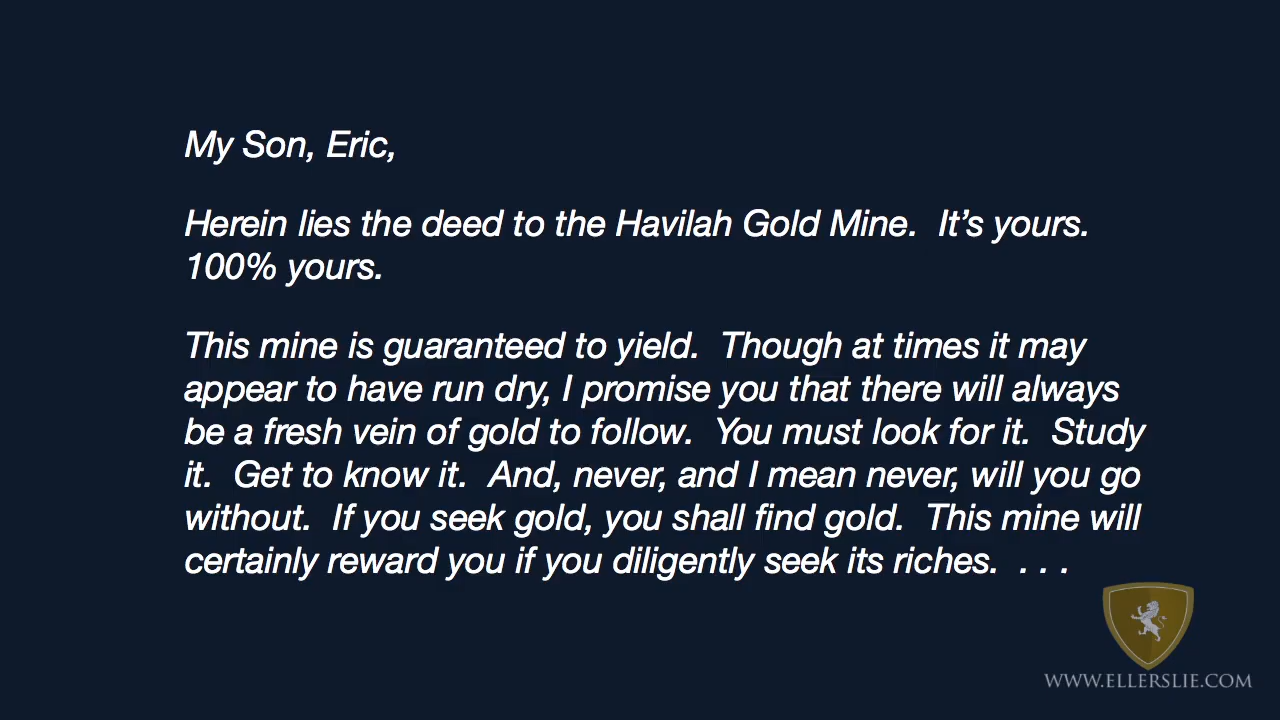 My Son, Eric,
Herein lies the deed to the Havilah Gold Mine.  It’s yours.
100% yours.
This mine is guaranteed to yield.  Though at times it may
appear to have run dry, I promise you that there will always
be a fresh vein of gold to follow.  You must look for it.  Study
it.  Get to know it.  And, never, and I mean never, will you go
without.  If you seek gold, you shall find gold.  This mine will
certainly reward you if you diligently seek its riches.  . . .
WWW.ELLERSLIE.COM